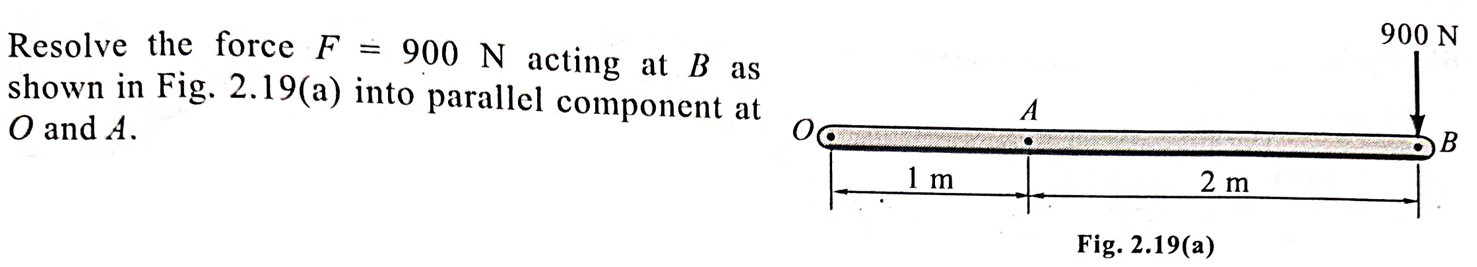 Resolve the force F = 900 N acting at B as
shown in Fig. 2.19(a) into parallel component at
O and A.
900 N
A
O
B
1 m
2 m
Fig. 2.19(a)